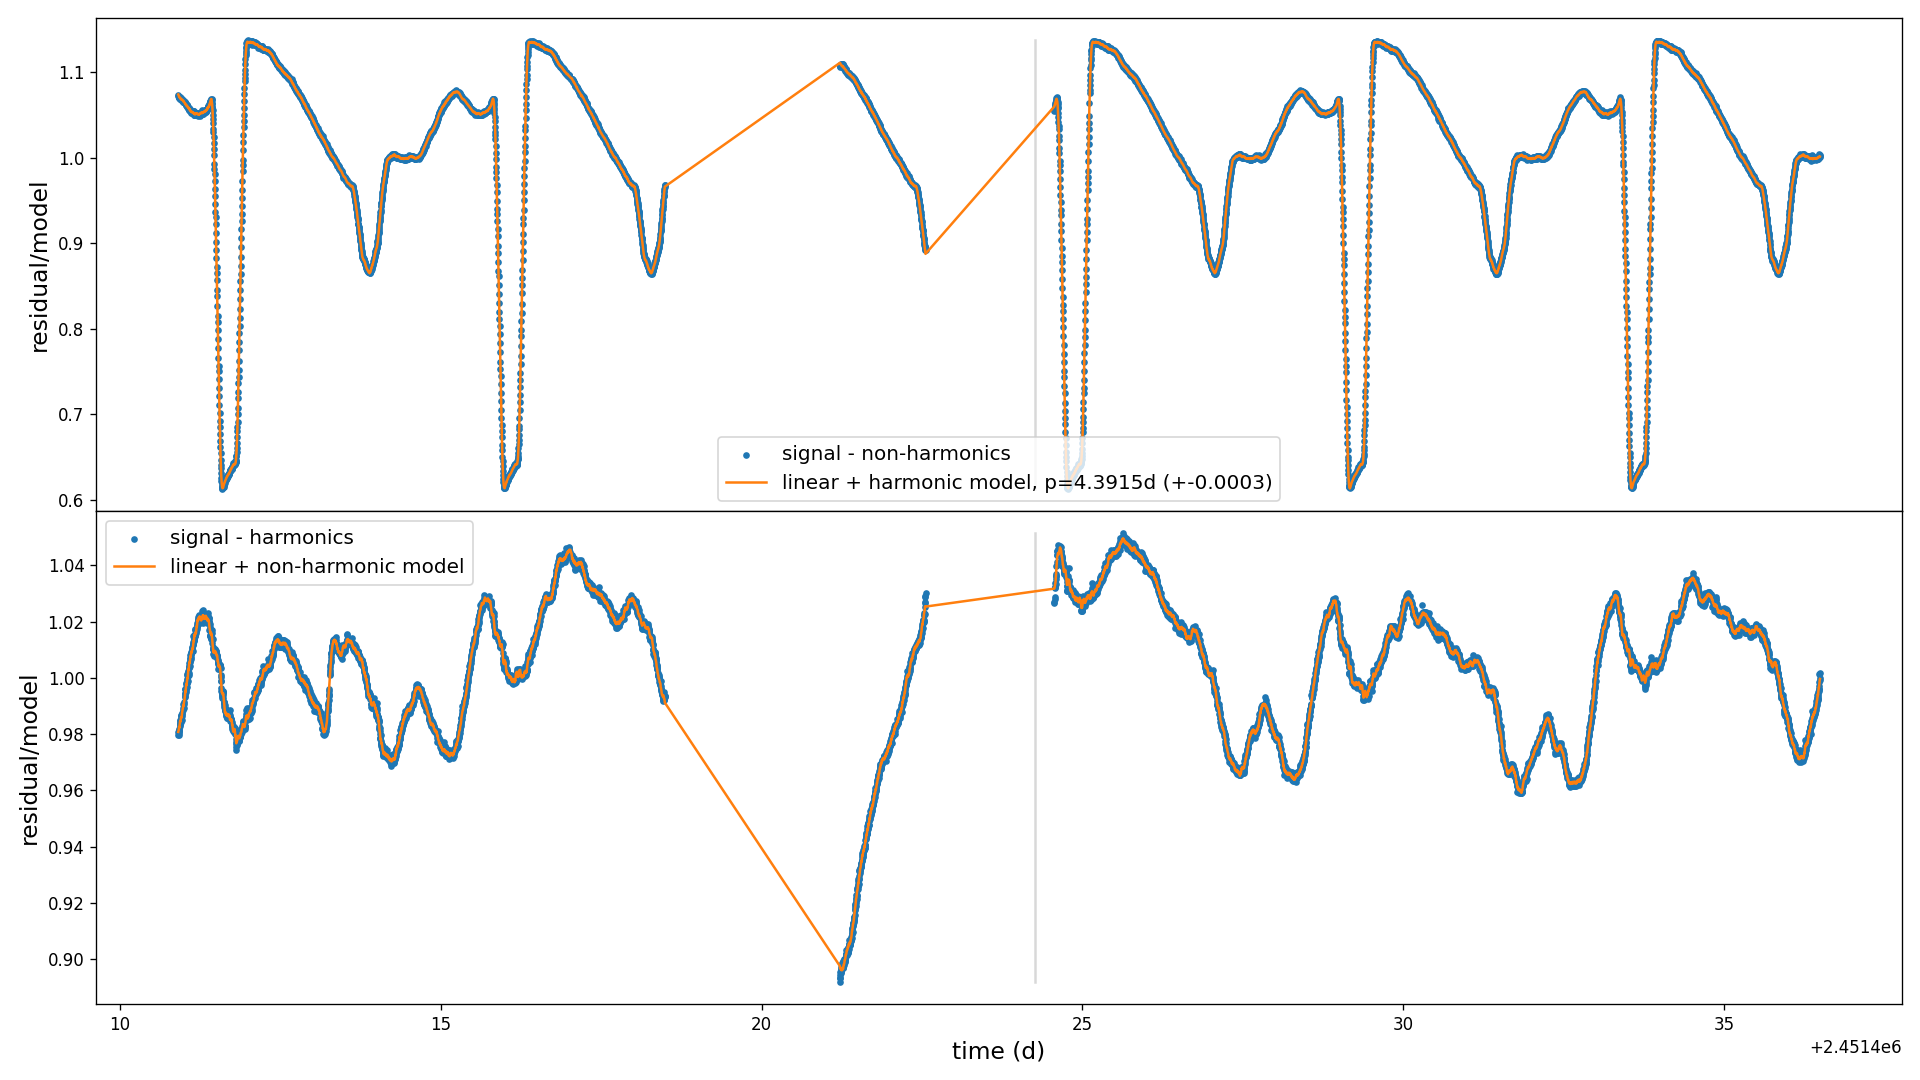 1.1
1.0
0.9
0.8
0.7
0.6
residual/model
signal - non-harmonics
linear + harmonic model, p=4.3915d (+-0.0003)
signal - harmonics
linear + non-harmonic model
1.04
1.02
1.00
0.98
0.96
0.94
0.92
0.90
residual/model
10 15 20 25 30 35
time (d)
+2.4514e6